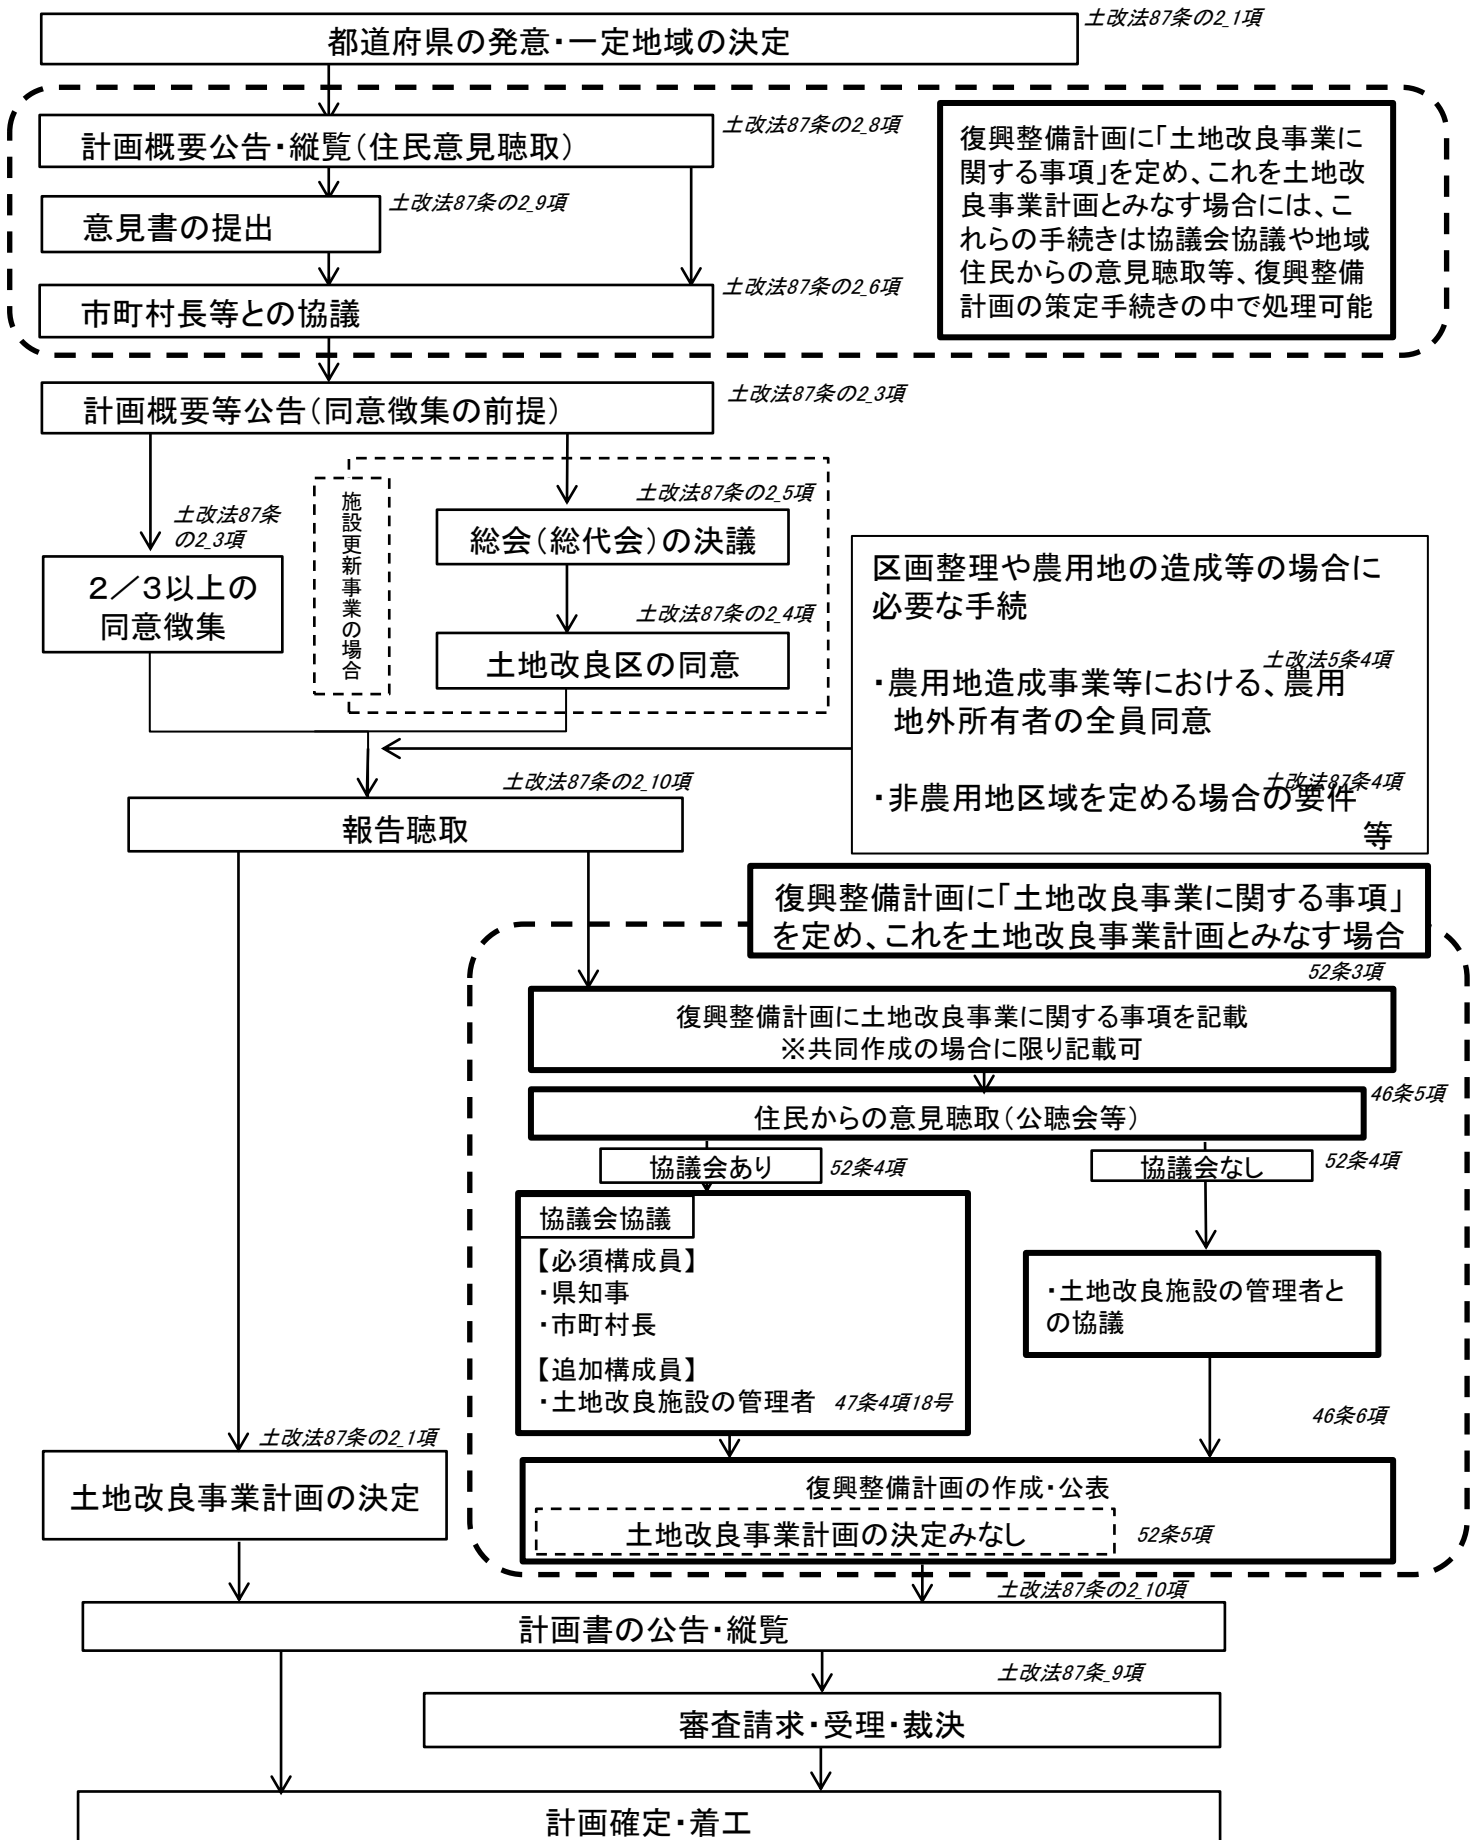 土改法87条の2_1項
都道府県の発意・一定地域の決定
計画概要公告・縦覧（住民意見聴取）
土改法87条の2_8項
意見書の提出
土改法87条の2_9項
市町村長等との協議
土改法87条の2_6項
復興整備計画に「土地改良事業に
関する事項」を定め、これを土地改
良事業計画とみなす場合には、こ
れらの手続きは協議会協議や地域
住民からの意見聴取等、復興整備
計画の策定手続きの中で処理可能
計画概要等公告（同意徴集の前提）
土改法87条の2_3項
土改法87条
の2_3項
２／３以上の
同意徴集
施設更新事業の場合
土改法87条の2_5項
総会（総代会）の決議
土改法87条の2_4項
土地改良区の同意
区画整理や農用地の造成等の場合に
必要な手続
土改法5条4項
・農用地造成事業等における、農用
地外所有者の全員同意
土改法87条4項
・非農用地区域を定める場合の要件
等
土改法87条の2_10項
報告聴取
復興整備計画に「土地改良事業に関する事項」
を定め、これを土地改良事業計画とみなす場合
52条3項
復興整備計画に土地改良事業に関する事項を記載
※共同作成の場合に限り記載可
46条5項
住民からの意見聴取（公聴会等）
協議会あり
52条4項
協議会なし
52条4項
協議会協議
【必須構成員】
・県知事
・市町村長
【追加構成員】
・土地改良施設の管理者 47条4項18号
・土地改良施設の管理者と
の協議
46条6項
土改法87条の2_1項
土地改良事業計画の決定
復興整備計画の作成・公表
土地改良事業計画の決定みなし
52条5項
土改法87条の2_10項
計画書の公告・縦覧
土改法87条_9項
審査請求・受理・裁決
計画確定・着工